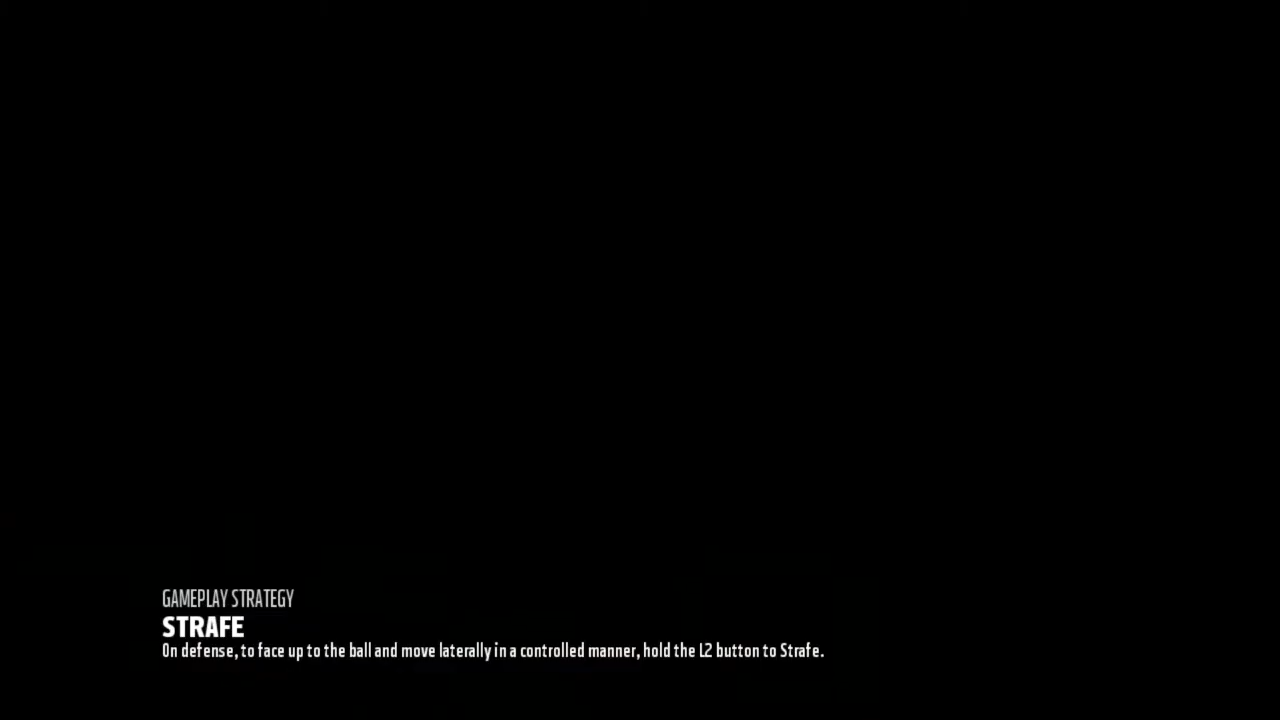 GAMEPLAY STRATEGY
STRAFE
On defense, to face up to the ball and move laterally in a controlled manner, hold the L2 button to Strafe.